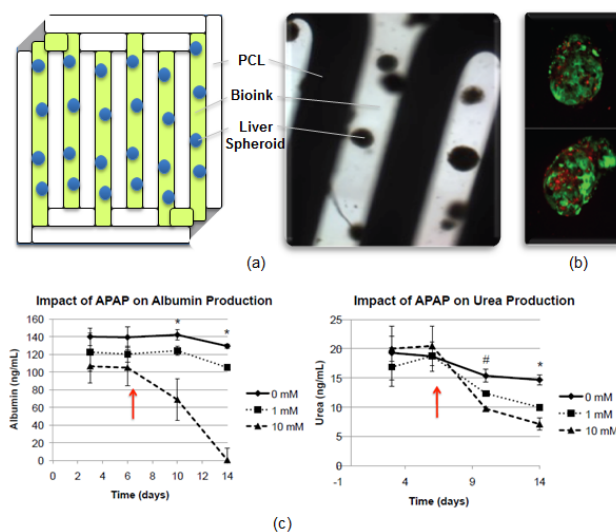 PCL
Bioink
Liver
Spheroid
(a)
(b)
Impact of APAP on Albumin Production
160
140
120
100
80
60
40
20
0
Albumin (ng/mL)
0
2
4
6
8
10
12
14
Time (days)
*
*
0 mM
1 mM
10 mM
Impact of APAP on Urea Production
25
20
15
10
5
0
Urea (ng/mL)
-1
4
9
14
Time (days)
#
*
0 mM
1 mM
10 mM
(c)